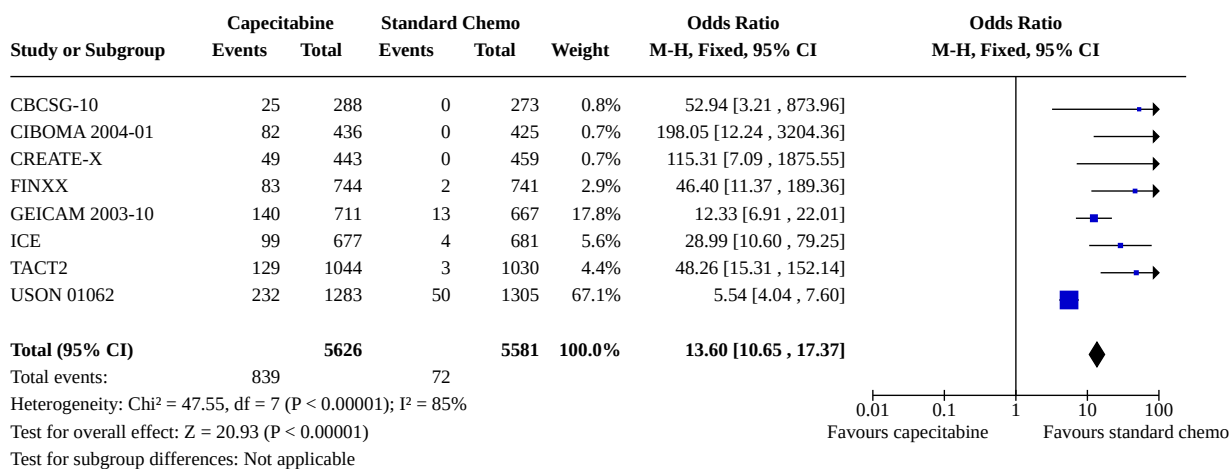 Capecitabine Standard Chemo Odds Ratio Odds Ratio
Study or Subgroup Events Total Events Total Weight M-H, Fixed, 95% CI M-H, Fixed, 95% CI
CBCSG-10 25 288 0 273 0.8% 52.94 [3.21 , 873.96]
CIBOMA 2004-01 82 436 0 425 0.7% 198.05 [12.24 , 3204.36]
CREATE-X 49 443 0 459 0.7% 115.31 [7.09 , 1875.55]
FINXX 83 744 2 741 2.9% 46.40 [11.37 , 189.36]
GEICAM 2003-10 140 711 13 667 17.8% 12.33 [6.91 , 22.01]
ICE 99 677 4 681 5.6% 28.99 [10.60 , 79.25]
TACT2 129 1044 3 1030 4.4% 48.26 [15.31 , 152.14]
USON 01062 232 1283 50 1305 67.1% 5.54 [4.04 , 7.60]
Total (95% CI) 5626 5581 100.0% 13.60 [10.65 , 17.37]
Total events: 839 72
Heterogeneity: Chi² = 47.55, df = 7 (P < 0.00001); I² = 85%
0.01 0.1 1 10 100
Test for overall effect: Z = 20.93 (P < 0.00001)
Favours capecitabine Favours standard chemo
Test for subgroup differences: Not applicable